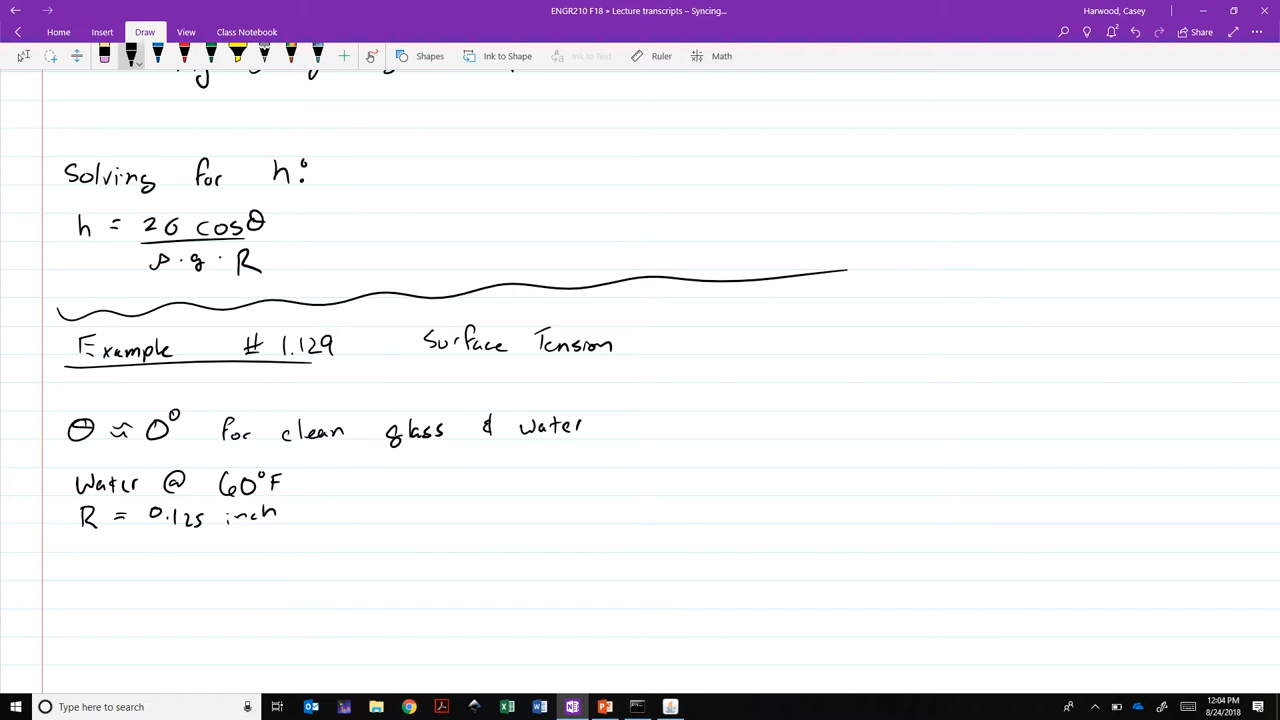 ENGR210 F18 » Lecture transcripts – Syncing...
Harwood, Casey
Home Insert Draw View Class Notebook
Share
Shapes Ink to Shape Ink to Text Ruler Math
Solving for h:
h = 2σ cosθ
ρ · g · R
Example # 1.129 Surface Tension
θ ≈ 0° for clean glass & water
Water @ 60°F
R = 0.125 inch
Type here to search
12:04 PM
8/24/2018